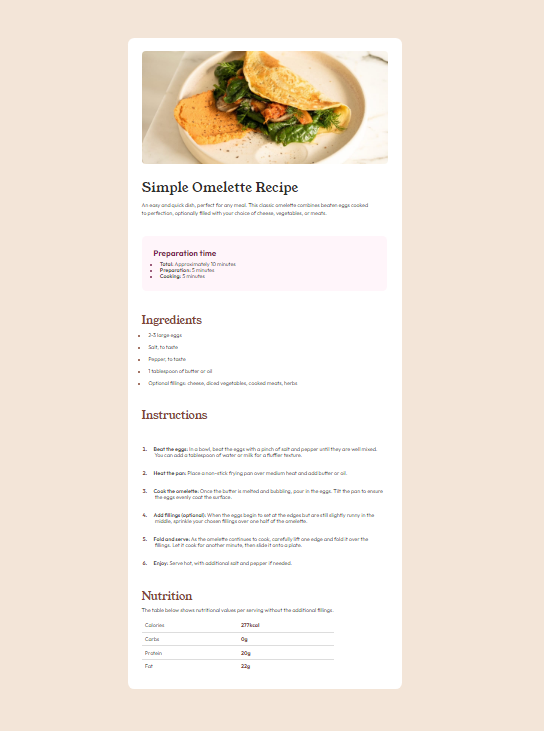 Simple Omelette Recipe
An easy and quick dish, perfect for any meal. This classic omelette combines beaten eggs cooked
to perfection, optionally filled with your choice of cheese, vegetables, or meats.
Preparation time
Total: Approximately 10 minutes
Preparation: 5 minutes
Cooking: 5 minutes
Ingredients
2-3 large eggs
Salt, to taste
Pepper, to taste
1 tablespoon of butter or oil
Optional fillings: cheese, diced vegetables, cooked meats, herbs
Instructions
1. Beat the eggs: In a bowl, beat the eggs with a pinch of salt and pepper until they are well mixed.
You can add a tablespoon of water or milk for a fluffier texture.
2. Heat the pan: Place a non-stick frying pan over medium heat and add butter or oil.
3. Cook the omelette: Once the butter is melted and bubbling, pour in the eggs. Tilt the pan to ensure
the eggs evenly coat the surface.
4. Add fillings (optional): When the eggs begin to set at the edges but are still slightly runny in the
middle, sprinkle your chosen fillings over one half of the omelette.
5. Fold and serve: As the omelette continues to cook, carefully lift one edge and fold it over the
fillings. Let it cook for another minute, then slide it onto a plate.
6. Enjoy: Serve hot, with additional salt and pepper if needed.
Nutrition
The table below shows nutritional values per serving without the additional fillings.
Calories 277kcal
Carbs 0g
Protein 20g
Fat 22g